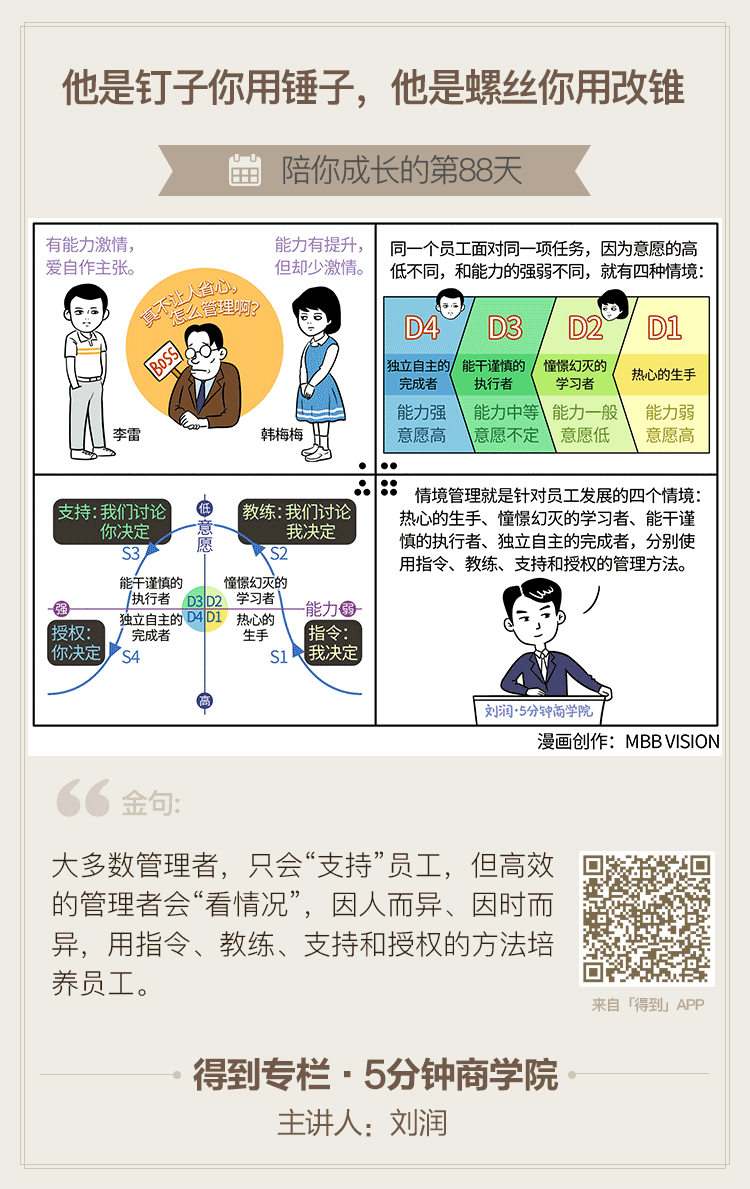 他是钉子你用锤子，他是螺丝你用改锥
陪你成长的第88天
有能力激情，
爱自作主张。
能力有提升，
但却少激情。
真不让人省心，
怎么管理啊？
BOSS
李雷
韩梅梅
同一个员工面对同一项任务，因为意愿的高
低不同，和能力的强弱不同，就有四种情境：
D4
D3
D2
D1
独立自主的
完成者
能干谨慎的
执行者
憧憬幻灭的
学习者
热心的生手
能力强
意愿高
能力中等
意愿不定
能力一般
意愿低
能力弱
意愿高
支持：我们讨论
你决定
低
意愿
教练：我们讨论
我决定
S3
S2
能干谨慎的
执行者
憧憬幻灭的
学习者
D3
D2
强
能力
弱
D4
D1
授权：
你决定
独立自主的
完成者
热心的
生手
指令：
我决定
S4
S1
高
情境管理就是针对员工发展的四个情境：
热心的生手、憧憬幻灭的学习者、能干谨
慎的执行者、独立自主的完成者，分别使
用指令、教练、支持和授权的管理方法。
刘润·5分钟商学院
漫画创作：MBB VISION
金句:
大多数管理者，只会“支持”员工，但高效
的管理者会“看情况”，因人而异、因时而
异，用指令、教练、支持和授权的方法培
养员工。
来自「得到」APP
得到专栏·5分钟商学院
主讲人：刘润